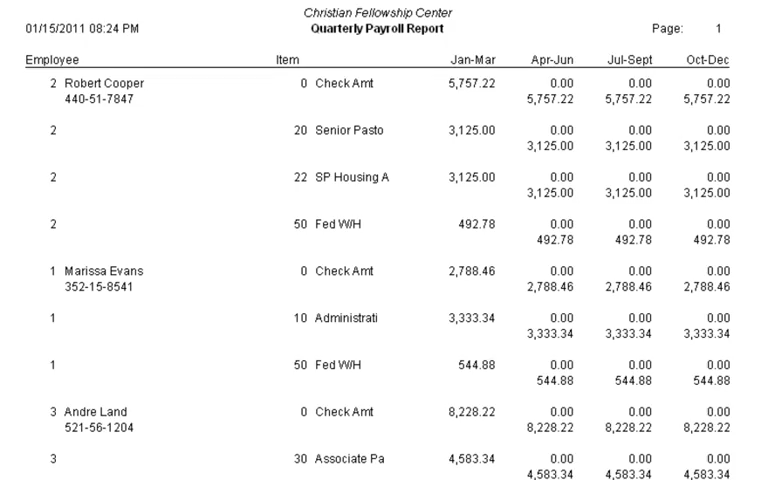 Christian Fellowship Center
01/15/2011 08:24 PM Quarterly Payroll Report Page: 1
Employee Item Jan-Mar Apr-Jun Jul-Sept Oct-Dec
2 Robert Cooper 0 Check Amt 5,757.22 0.00 0.00 0.00
440-51-7847 5,757.22 5,757.22 5,757.22
2 20 Senior Pasto 3,125.00 0.00 0.00 0.00
3,125.00 3,125.00 3,125.00
2 22 SP Housing A 3,125.00 0.00 0.00 0.00
3,125.00 3,125.00 3,125.00
2 50 Fed W/H 492.78 0.00 0.00 0.00
492.78 492.78 492.78
1 Marissa Evans 0 Check Amt 2,788.46 0.00 0.00 0.00
352-15-8541 2,788.46 2,788.46 2,788.46
1 10 Administrati 3,333.34 0.00 0.00 0.00
3,333.34 3,333.34 3,333.34
1 50 Fed W/H 544.88 0.00 0.00 0.00
544.88 544.88 544.88
3 Andre Land 0 Check Amt 8,228.22 0.00 0.00 0.00
521-56-1204 8,228.22 8,228.22 8,228.22
3 30 Associate Pa 4,583.34 0.00 0.00 0.00
4,583.34 4,583.34 4,583.34